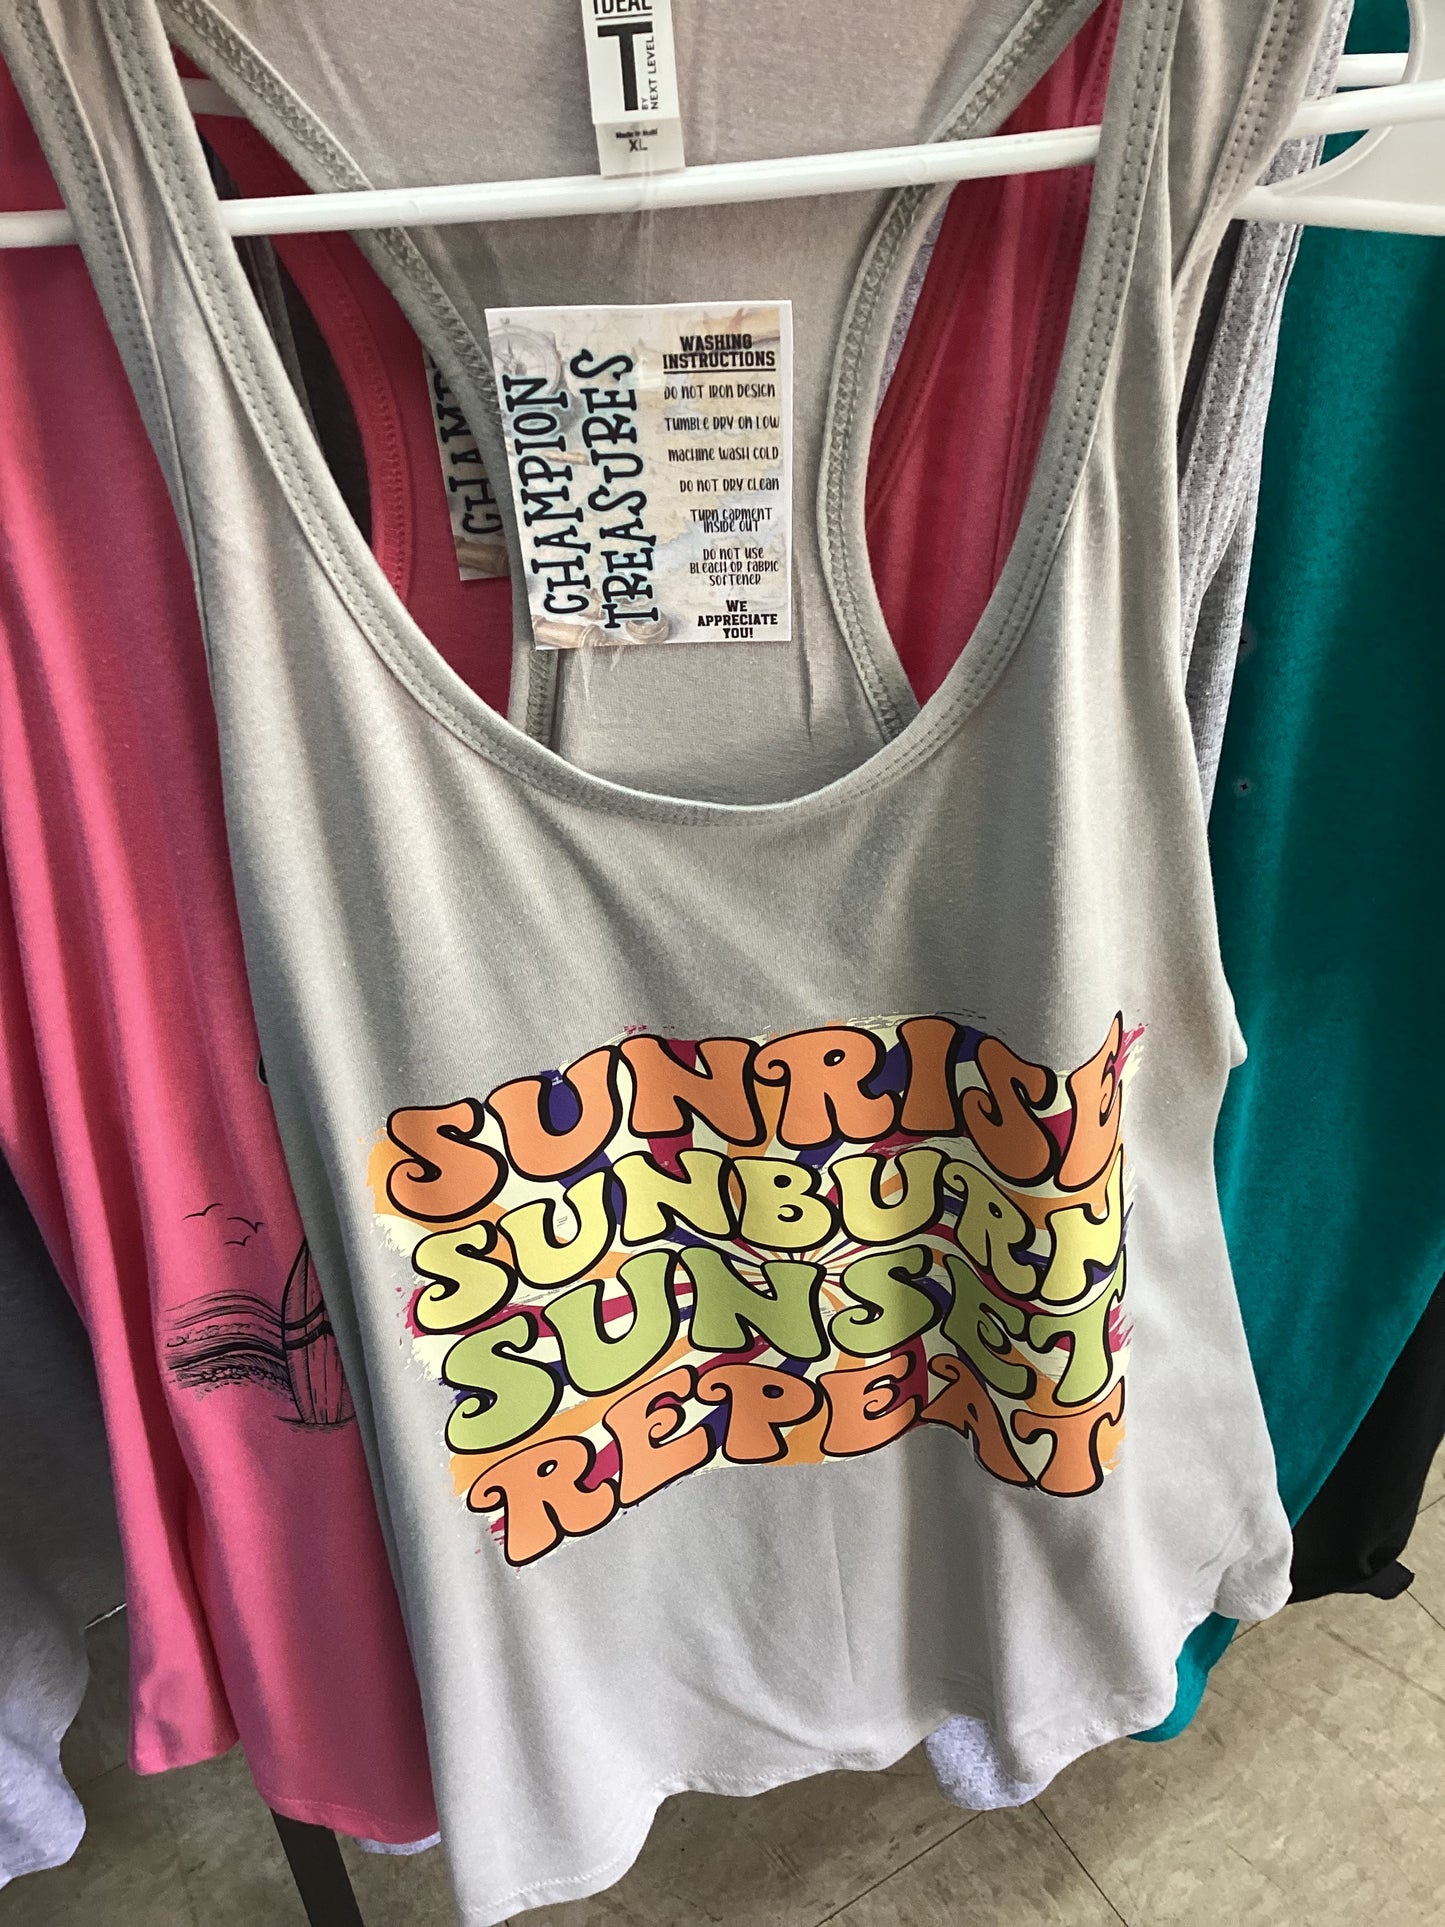 IDEAL
T
BY
NEXT LEVEL
XL
CHAMPION
TREASURES
WASHING
INSTRUCTIONS
DO NOT IRON DESIGN
TUMBLE DRY ON LOW
MACHINE WASH COLD
DO NOT DRY CLEAN
TURN GARMENT
INSIDE OUT
DO NOT USE
BLEACH OR FABRIC
SOFTENER
WE
APPRECIATE
YOU!
CHAMP
SUNRISE
SUNBURN
SUNSET
REPEAT